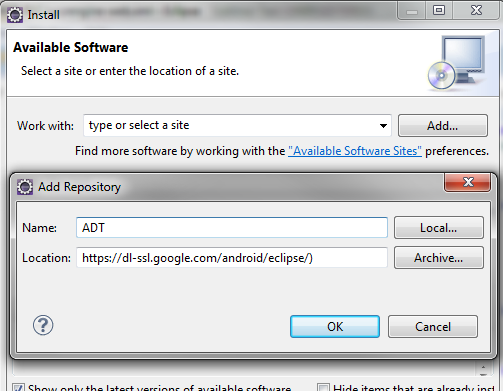 Install
Available Software
Select a site or enter the location of a site.
Work with: type or select a site Add...
Find more software by working with the "Available Software Sites" preferences.
Add Repository
Name: ADT Local...
Location: https://dl-ssl.google.com/android/eclipse/) Archive...
OK Cancel
Show only the latest versions of available software Hide items that are already inst